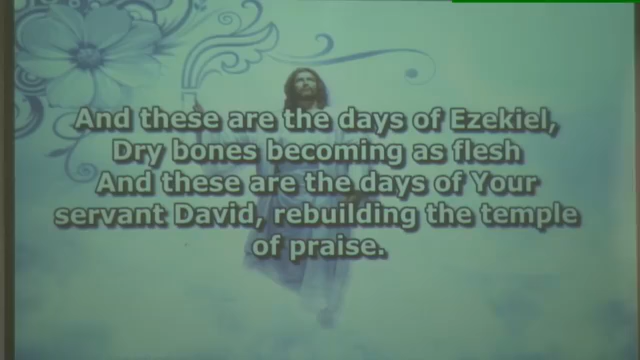 And these are the days of Ezekiel,
Dry bones becoming as flesh
And these are the days of Your
servant David, rebuilding the temple
of praise.